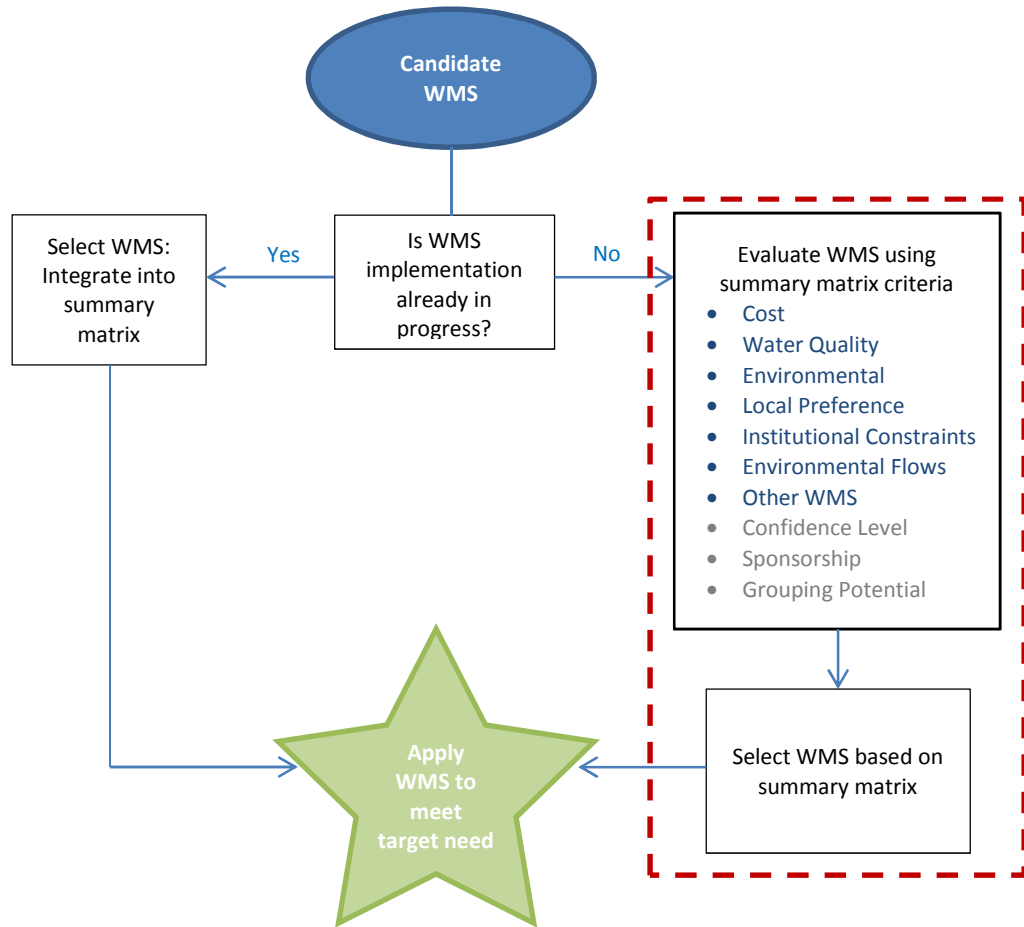 Candidate
WMS
Select WMS:
Integrate into
summary
matrix
Yes
Is WMS
implementation
already in
progress?
No
Evaluate WMS using
summary matrix criteria
• Cost
• Water Quality
• Environmental
• Local Preference
• Institutional Constraints
• Environmental Flows
• Other WMS
• Confidence Level
• Sponsorship
• Grouping Potential
Apply
WMS to
meet
target need
Select WMS based on
summary matrix